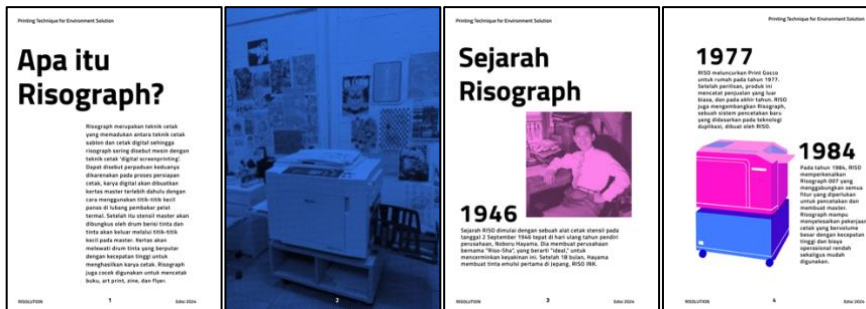 Printing Technique for Environment Solution
Apa itu
Risograph?
Risograph merupakan teknik cetak
yang memadukan antara teknik cetak
sablon dan cetak digital sehingga
risograph sering disebut mesin dengan
teknik cetak 'digital screenprinting'.
Dapat disebut perpaduan keduanya
dikarenakan pada proses persiapan
cetak, karya digital akan dibuatkan
kertas master terlebih dahulu dengan
cara menggunakan titik-titik kecil
panas di lubang pembakar pelat
termal. Setelah itu stensil master akan
dibungkus oleh drum berisi tinta dan
tinta akan keluar melalui titik-titik
kecil pada master. Kertas akan
melewati drum tinta yang berputar
dengan kecepatan tinggi untuk
menghasilkan karya cetak. Risograph
juga cocok digunakan untuk mencetak
buku, art print, zine, dan flyer.
RISOLUTION
1
Edisi 2024
2
Printing Technique for Environment Solution
Sejarah
Risograph
1946
Sejarah RISO dimulai dengan sebuah alat cetak stensil pada
tanggal 2 September 1946 tepat di hari ulang tahun pendiri
perusahaan, Noboru Hayama. Dia membuat perusahaan
bernama "Riso-Sha", yang berarti "ideal," untuk
mencerminkan keyakinan ini. Setelah 18 bulan, Hayama
membuat tinta emulsi pertama di Jepang, RISO INK.
RISOLUTION
3
Edisi 2024
Printing Technique for Environment Solution
1977
RISO meluncurkan Print Gocco
untuk rumah pada tahun 1977.
Setelah perilisan, produk ini
mencatat penjualan yang luar
biasa, dan pada akhir tahun. RISO
juga mengembangkan Risograph,
sebuah sistem pencetakan baru
yang didasarkan pada teknologi
duplikasi, dibuat oleh RISO.
1984
Pada tahun 1984, RISO
memperkenalkan
Risograph 007 yang
menggabungkan semua
fitur yang diperlukan
untuk pencetakan dan
membuat master.
Risograph mampu
menyelesaikan pekerjaan
cetak yang bervolume
besar dengan kecepatan
tinggi dan biaya
operasional rendah
sekaligus mudah
digunakan.
RISOLUTION
4
Edisi 2024